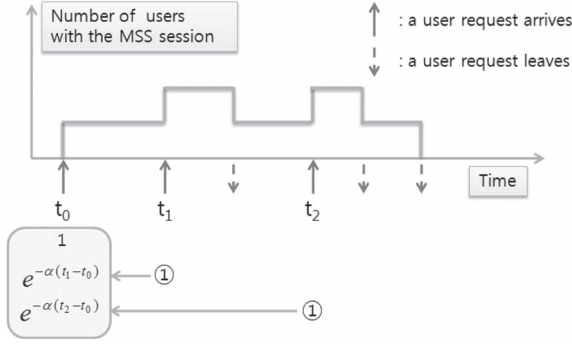 Number of users
with the MSS session
: a user request arrives
: a user request leaves
Time
t₀
t₁
t₂
1
e^{-α(t₁-t₀)} ①
e^{-α(t₂-t₀)} ①